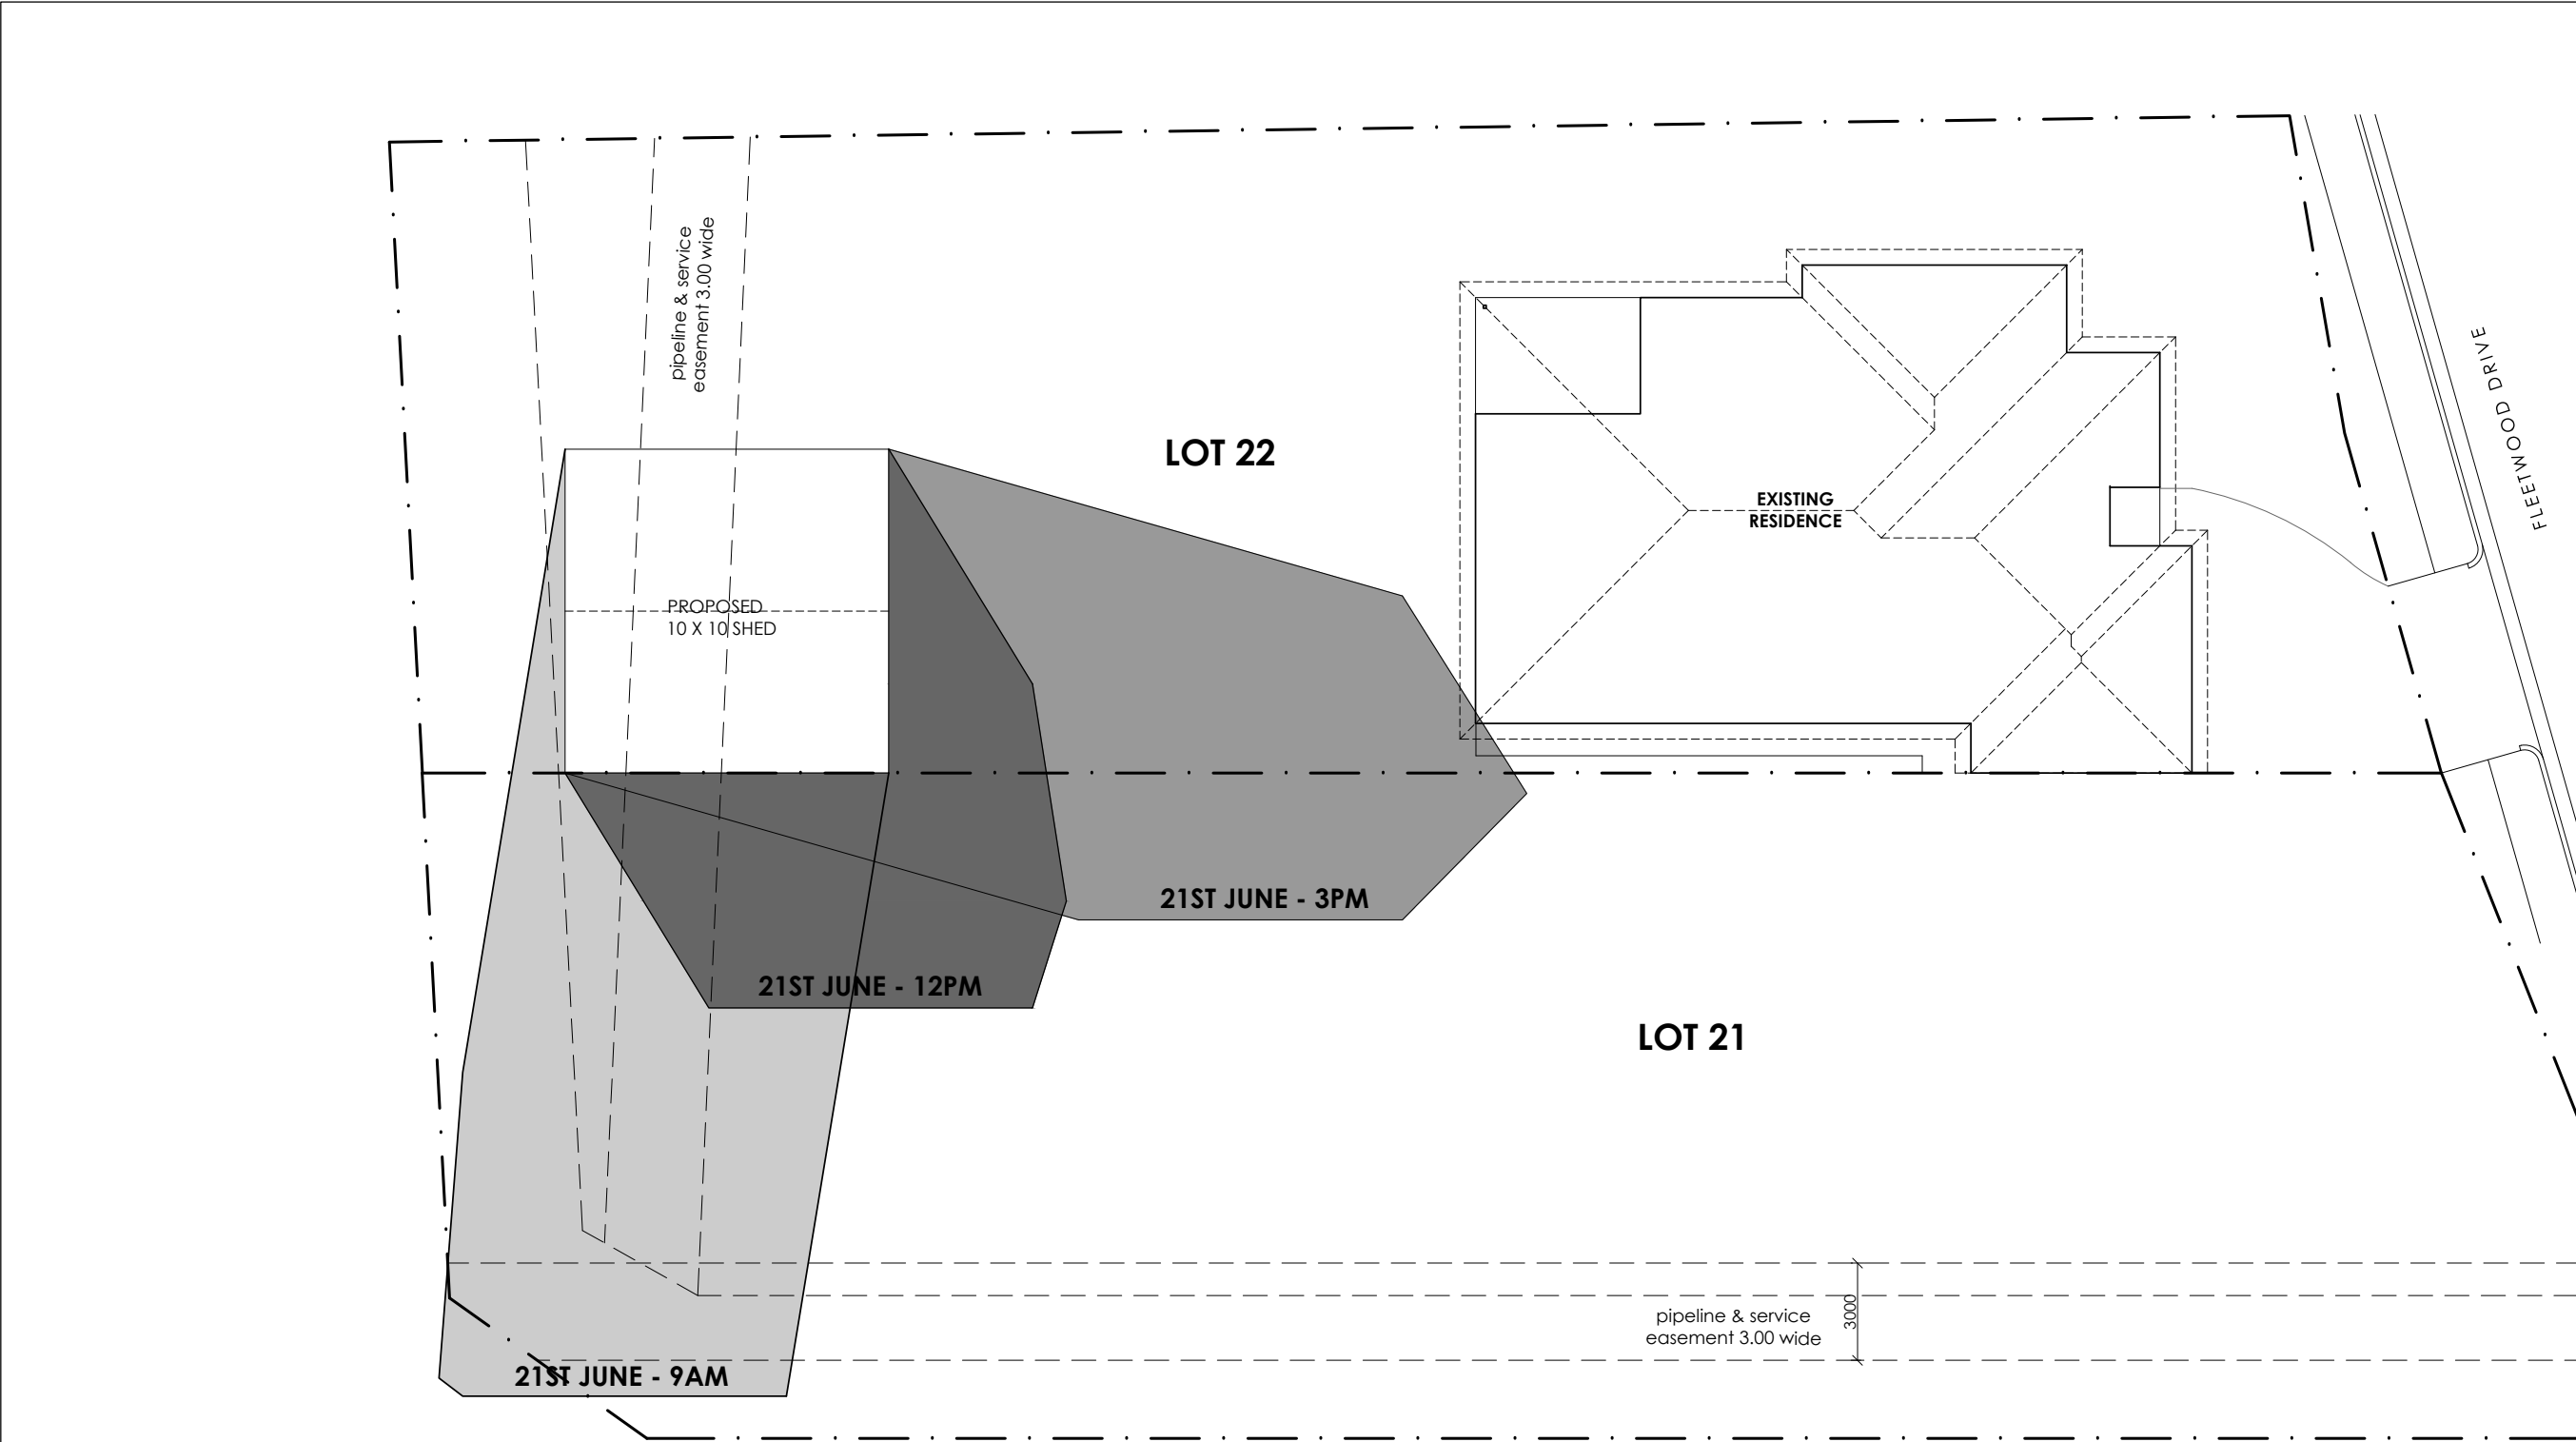 pipeline & service
easement 3.00 wide
FLEETWOOD DRIVE
LOT 22
EXISTING
RESIDENCE
PROPOSED
10 X 10 SHED
21ST JUNE - 3PM
21ST JUNE - 12PM
LOT 21
pipeline & service
easement 3.00 wide
3000
21ST JUNE - 9AM